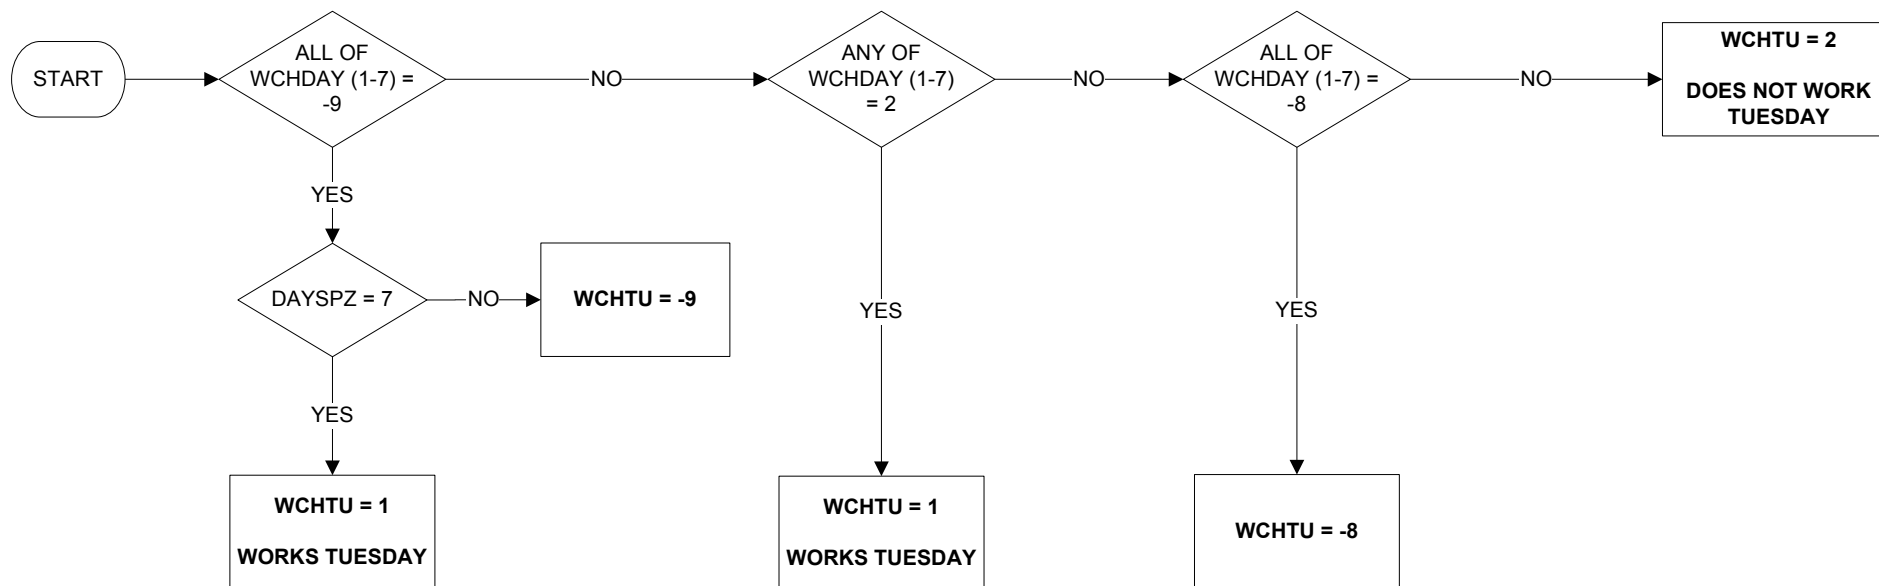 START
ALL OF
WCHDAY (1-7) =
-9
NO
ANY OF
WCHDAY (1-7)
= 2
NO
ALL OF
WCHDAY (1-7) =
-8
NO
WCHTU = 2
DOES NOT WORK
TUESDAY
YES
DAYSPZ = 7
NO
WCHTU = -9
YES
YES
YES
WCHTU = 1
WORKS TUESDAY
WCHTU = 1
WORKS TUESDAY
WCHTU = -8